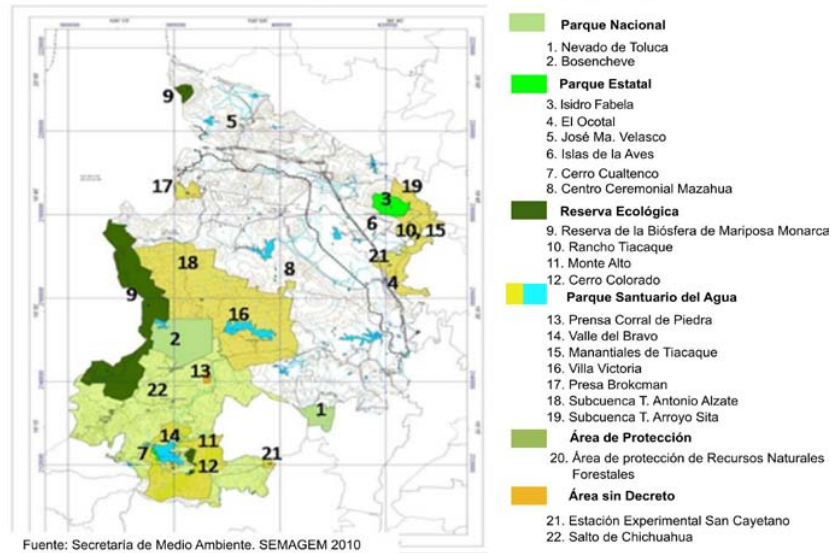 9
5
17
19
3
6
10, 15
21
18
8
4
9
16
2
13
22
1
14
11
21
7
12
Fuente: Secretaría de Medio Ambiente. SEMAGEM 2010
Parque Nacional
1. Nevado de Toluca
2. Bosencheve
Parque Estatal
3. Isidro Fabela
4. El Ocotal
5. José Ma. Velasco
6. Islas de la Aves
7. Cerro Cualtenco
8. Centro Ceremonial Mazahua
Reserva Ecológica
9. Reserva de la Biósfera de Mariposa Monarca
10. Rancho Tiacaque
11. Monte Alto
12. Cerro Colorado
Parque Santuario del Agua
13. Prensa Corral de Piedra
14. Valle del Bravo
15. Manantiales de Tiacaque
16. Villa Victoria
17. Presa Brokcman
18. Subcuenca T. Antonio Alzate
19. Subcuenca T. Arroyo Sita
Área de Protección
20. Área de protección de Recursos Naturales
Forestales
Área sin Decreto
21. Estación Experimental San Cayetano
22. Salto de Chichuahua